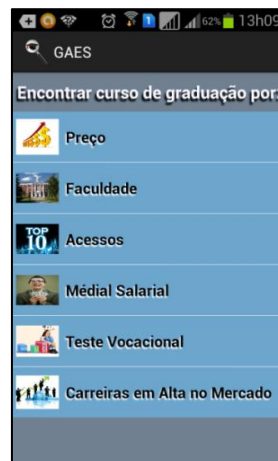 62% 13h09
GAES
Encontrar curso de graduação por:
Preço
Faculdade
TOP
10
Acessos
Médial Salarial
Teste Vocacional
Carreiras em Alta no Mercado